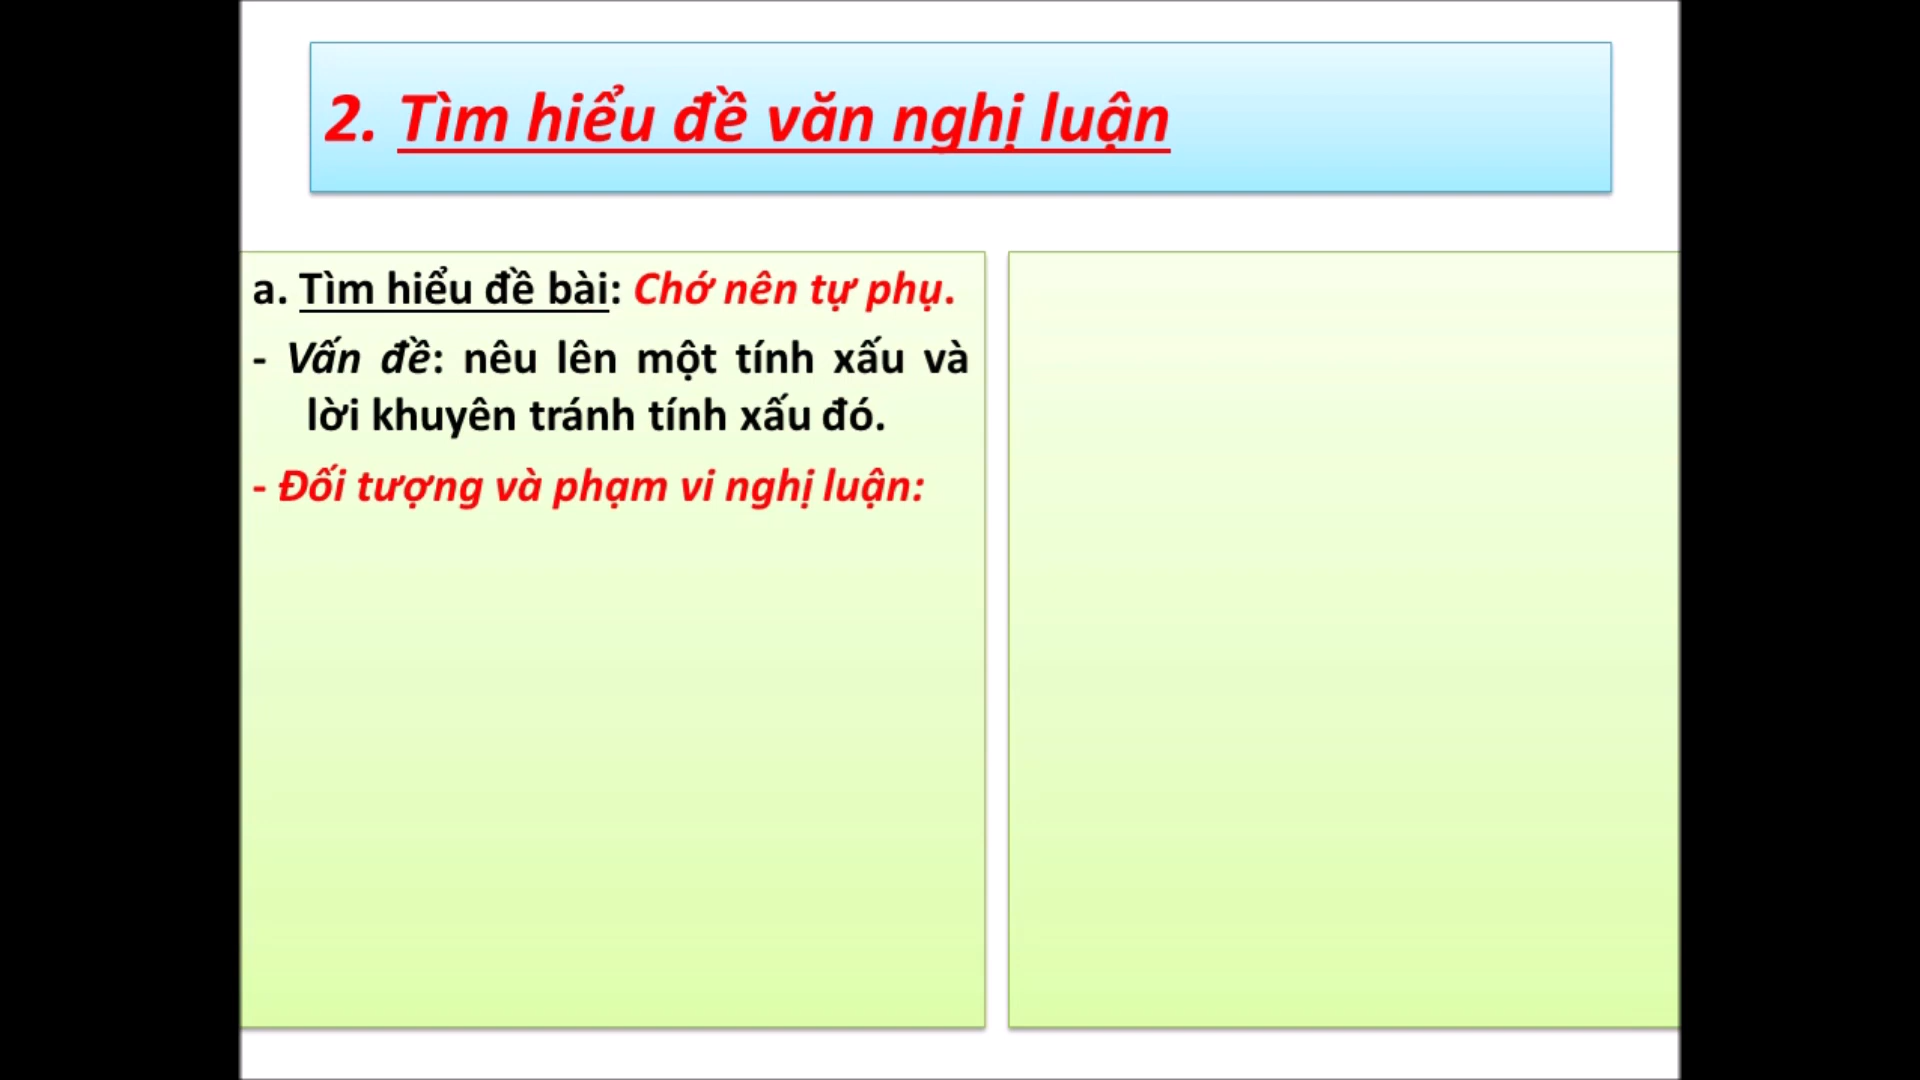 2. Tìm hiểu đề văn nghị luận
a. Tìm hiểu đề bài: Chớ nên tự phụ.
- Vấn đề: nêu lên một tính xấu và
lời khuyên tránh tính xấu đó.
- Đối tượng và phạm vi nghị luận: